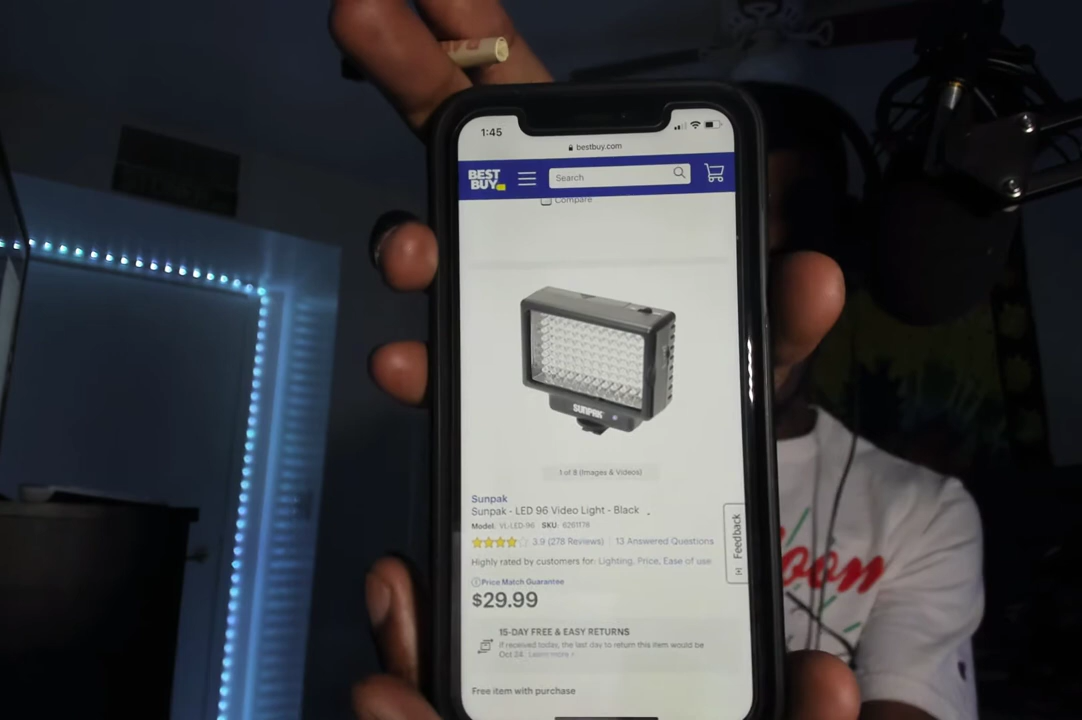 1:45
bestbuy.com
BEST BUY
Search
Compare
SUNPAK
1 of 8 (Images & Videos)
Sunpak
Sunpak - LED 96 Video Light - Black
Model: VL-LED-96 SKU: 6261178
3.9 (278 Reviews) 13 Answered Questions
Highly rated by customers for: Lighting, Price, Ease of use
Price Match Guarantee
$29.99
15-DAY FREE & EASY RETURNS
If received today, the last day to return this item would be
Oct 24. Learn more
Free item with purchase
Feedback